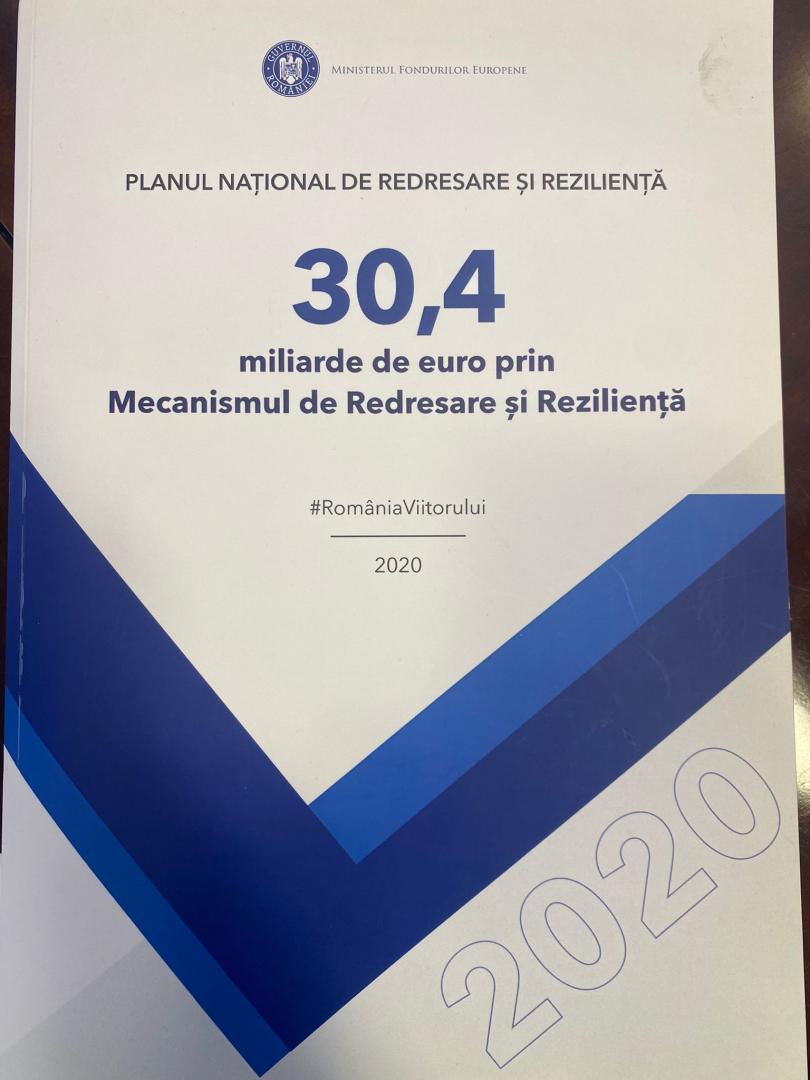 GUVERNUL ROMÂNIEI
MINISTERUL FONDURILOR EUROPENE
PLANUL NAȚIONAL DE REDRESARE ȘI REZILIENȚĂ
30,4
miliarde de euro prin
Mecanismul de Redresare și Reziliență
#RomâniaViitorului
2020
2020